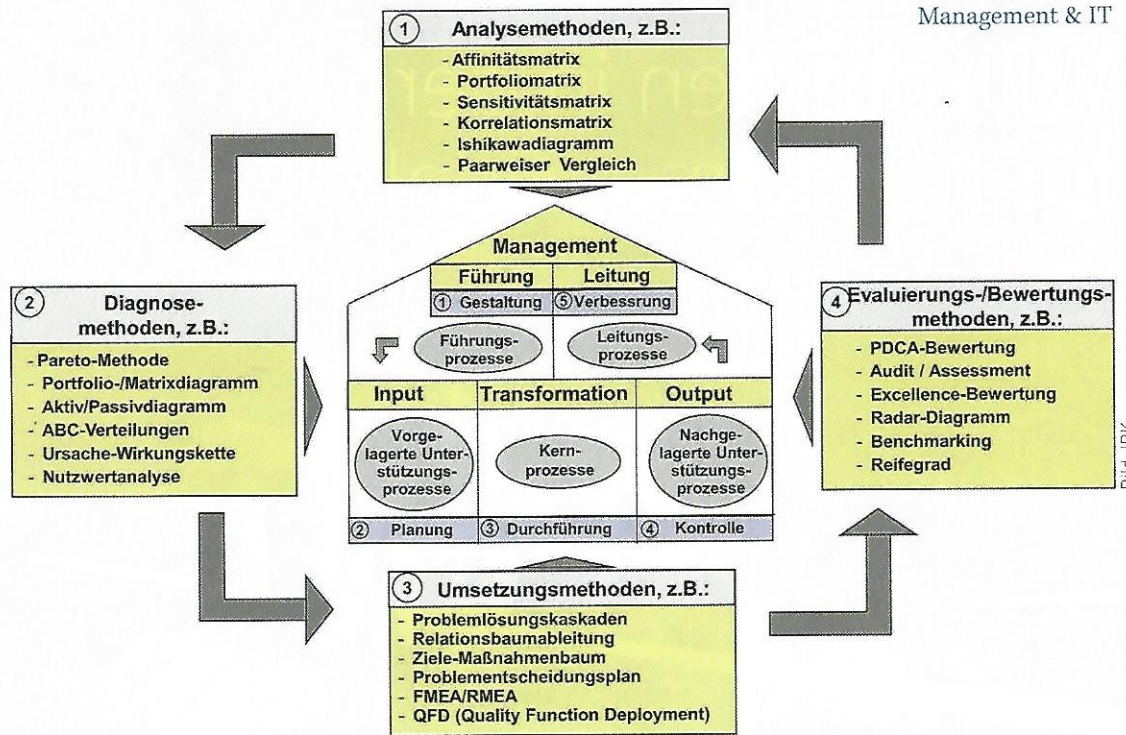 Management & IT
1 Analysemethoden, z.B.:
- Affinitätsmatrix
- Portfoliomatrix
- Sensitivitätsmatrix
- Korrelationsmatrix
- Ishikawadiagramm
- Paarweiser Vergleich
2 Diagnose-
methoden, z.B.:
- Pareto-Methode
- Portfolio-/Matrixdiagramm
- Aktiv/Passivdiagramm
- ABC-Verteilungen
- Ursache-Wirkungskette
- Nutzwertanalyse
Management
Führung Leitung
① Gestaltung ⑤ Verbessrung
Führungs-
prozesse
Leitungs-
prozesse
Input Transformation Output
Vorge-
lagerte Unter-
stützungs-
prozesse
Kern-
prozesse
Nachge-
lagerte Unter-
stützungs-
prozesse
② Planung ③ Durchführung ④ Kontrolle
4 Evaluierungs-/Bewertungs-
methoden, z.B.:
- PDCA-Bewertung
- Audit / Assessment
- Excellence-Bewertung
- Radar-Diagramm
- Benchmarking
- Reifegrad
3 Umsetzungsmethoden, z.B.:
- Problemlösungskaskaden
- Relationsbaumableitung
- Ziele-Maßnahmenbaum
- Problementscheidungsplan
- FMEA/RMEA
- QFD (Quality Function Deployment)